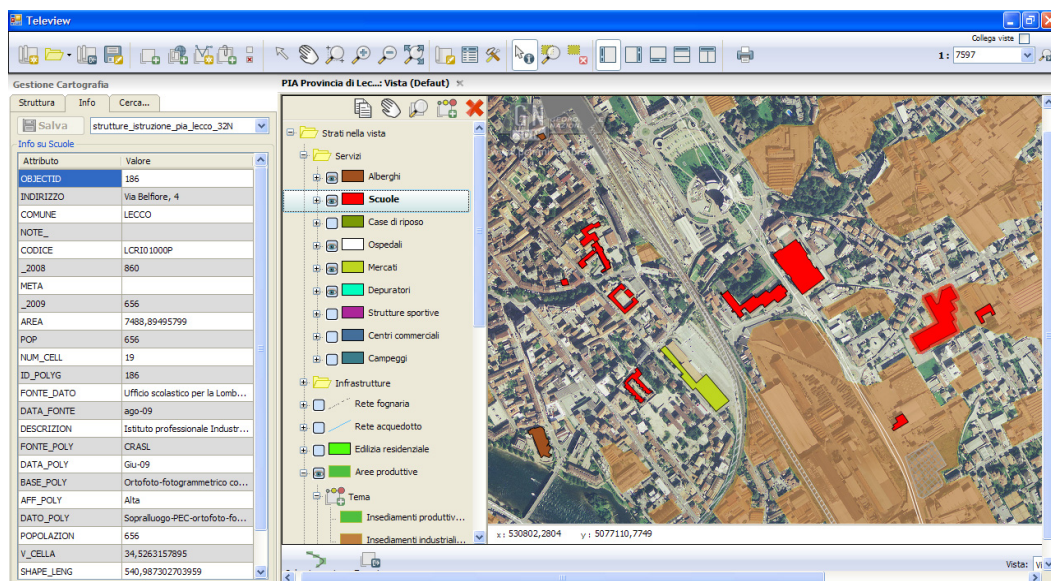 Teleview
Collega viste
1: 7597
Gestione Cartografia
PIA Provincia di Lec...: Vista (Default)
Struttura Info Cerca...
Salva strutture_istruzione_pia_lecco_32N
Info su Scuole
Attributo Valore
OBJECTID 186
INDIRIZZO Via Belfiore, 4
COMUNE LECCO
NOTE_
CODICE LCRI01000P
_2008 860
META
_2009 656
AREA 7488,89495799
POP 656
NUM_CELL 19
ID_POLYG 186
FONTE_DATO Ufficio scolastico per la Lomb...
DATA_FONTE ago-09
DESCRIZION Istituto professionale Industr...
FONTE_POLY CRASL
DATA_POLY Giu-09
BASE_POLY Ortofoto-fotogrammetrico co...
AFF_POLY Alta
DATO_POLY Sopralluogo-PEC-ortofoto-fo...
POPOLAZION 656
V_CELLA 34,5263157895
SHAPE_LENG 540,987302703959
Strati nella vista
Servizi
Alberghi
Scuole
Case di riposo
Ospedali
Mercati
Depuratori
Strutture sportive
Centri commerciali
Campeggi
Infrastrutture
Rete fognaria
Rete acquedotto
Edilizia residenziale
Aree produttive
Tema
Insediamenti produttiv...
Insediamenti industriali...
x: 530802,2804 y: 5077110,7749
Vista: